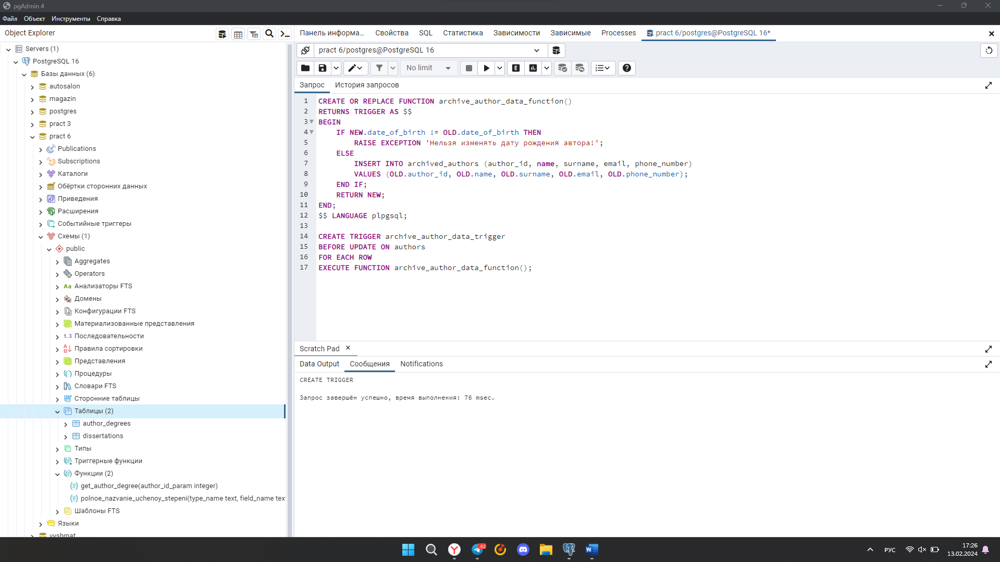 pgAdmin 4
Файл Объект Инструменты Справка
Object Explorer
Панель информа... Свойства SQL Статистика Зависимости Зависимые Processes pract 6/postgres@PostgreSQL 16*
Servers (1)
PostgreSQL 16
Базы данных (6)
autosalon
magazin
postgres
pract 3
pract 6
Publications
Subscriptions
Каталоги
Обёртки сторонних данных
Приведения
Расширения
Событийные триггеры
Схемы (1)
public
Aggregates
Operators
Aa Анализаторы FTS
Домены
Конфигурации FTS
Материализованные представления
1..3 Последовательности
Правила сортировки
Представления
Процедуры
Словари FTS
Сторонние таблицы
Таблицы (2)
author_degrees
dissertations
Типы
Триггерные функции
Функции (2)
get_author_degree(author_id_param integer)
polnoe_nazvanie_uchenoy_stepeni(type_name text, field_name tex
Шаблоны FTS
Языки
vyshmat
pract 6/postgres@PostgreSQL 16
No limit
E
Запрос История запросов
1 CREATE OR REPLACE FUNCTION archive_author_data_function()
2 RETURNS TRIGGER AS $$
3 BEGIN
4 IF NEW.date_of_birth != OLD.date_of_birth THEN
5 RAISE EXCEPTION 'Нельзя изменять дату рождения автора!';
6 ELSE
7 INSERT INTO archived_authors (author_id, name, surname, email, phone_number)
8 VALUES (OLD.author_id, OLD.name, OLD.surname, OLD.email, OLD.phone_number);
9 END IF;
10 RETURN NEW;
11 END;
12 $$ LANGUAGE plpgsql;
13
14 CREATE TRIGGER archive_author_data_trigger
15 BEFORE UPDATE ON authors
16 FOR EACH ROW
17 EXECUTE FUNCTION archive_author_data_function();
Scratch Pad
Data Output Сообщения Notifications
CREATE TRIGGER
Запрос завершён успешно, время выполнения: 76 msec.
92
РУС
17:26
13.02.2024